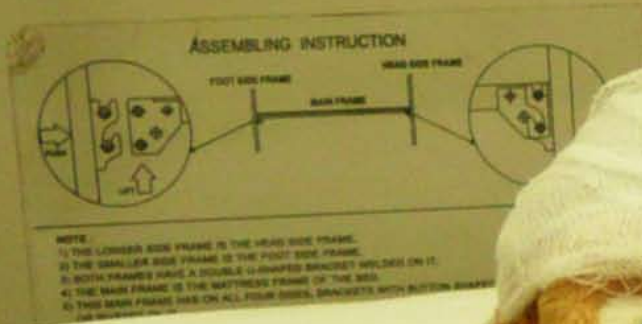 ASSEMBLING INSTRUCTION
HEAD SIDE FRAME
FOOT SIDE FRAME
MAIN FRAME
PUSH
LIFT
NOTE :
1) THE LONGER SIDE FRAME IS THE HEAD SIDE FRAME.
2) THE SMALLER SIDE FRAME IS THE FOOT SIDE FRAME.
3) BOTH FRAMES HAVE A DOUBLE U-SHAPED BRACKET WELDED ON IT.
4) THE MAIN FRAME IS THE MATTRESS FRAME OF THE BED.
5) THIS MAIN FRAME HAS ON ALL FOUR SIDES, BRACKETS WITH BUTTON SHAPED